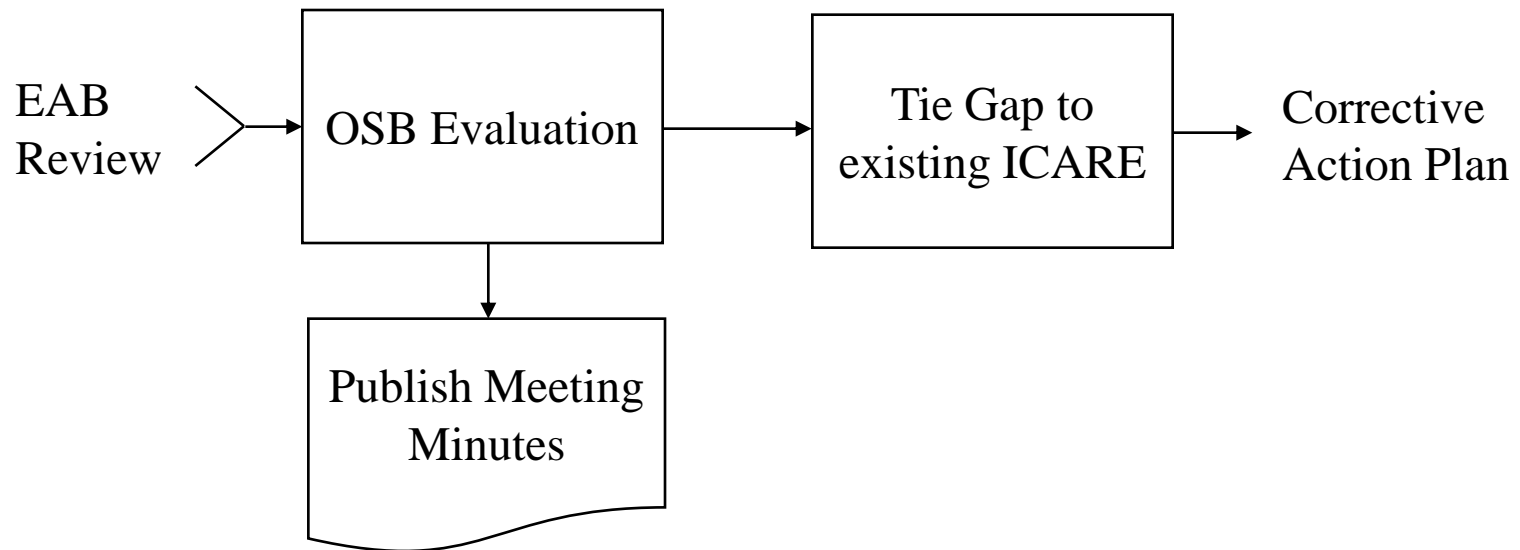 EAB
Review
OSB Evaluation
Tie Gap to
existing ICARE
Corrective
Action Plan
Publish Meeting
Minutes